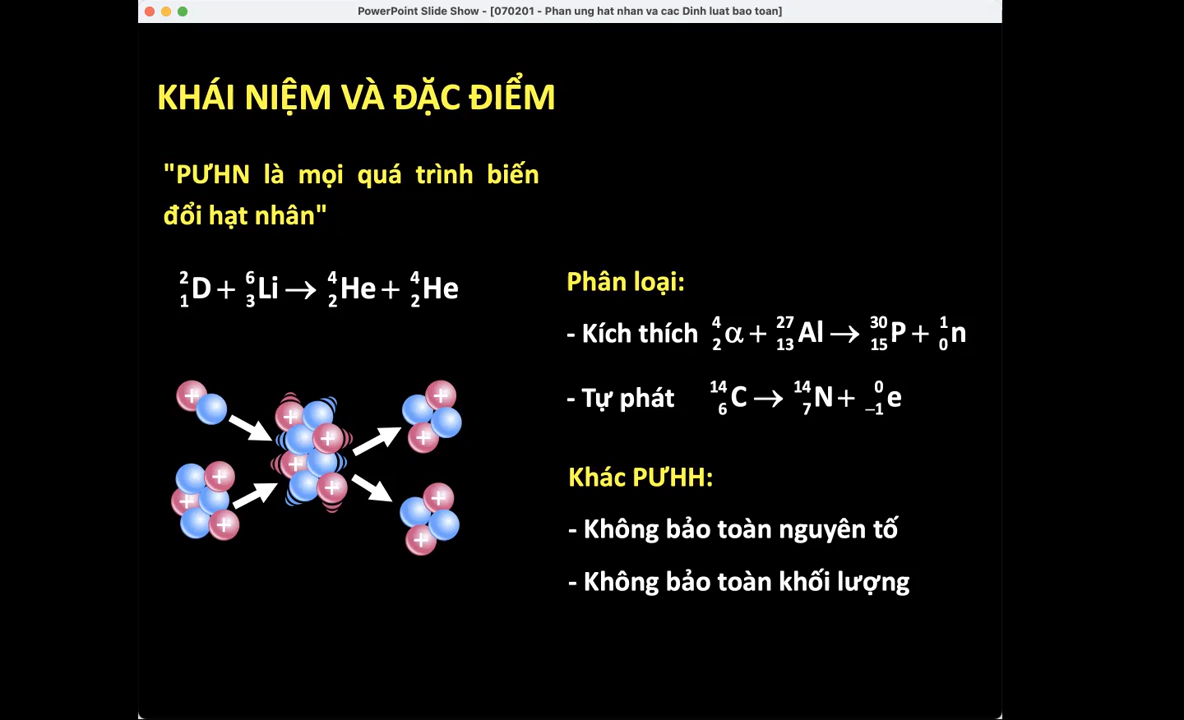 PowerPoint Slide Show - [070201 - Phan ung hat nhan va cac Dinh luat bao toan]
KHÁI NIỆM VÀ ĐẶC ĐIỂM
"PƯHN là mọi quá trình biến
đổi hạt nhân"
²₁D + ⁶₃Li → ⁴₂He + ⁴₂He
Phân loại:
- Kích thích ⁴₂α + ²⁷₁₃Al → ³⁰₁₅P + ¹₀n
- Tự phát ¹⁴₆C → ¹⁴₇N + ⁰₋₁e
Khác PƯHH:
- Không bảo toàn nguyên tố
- Không bảo toàn khối lượng